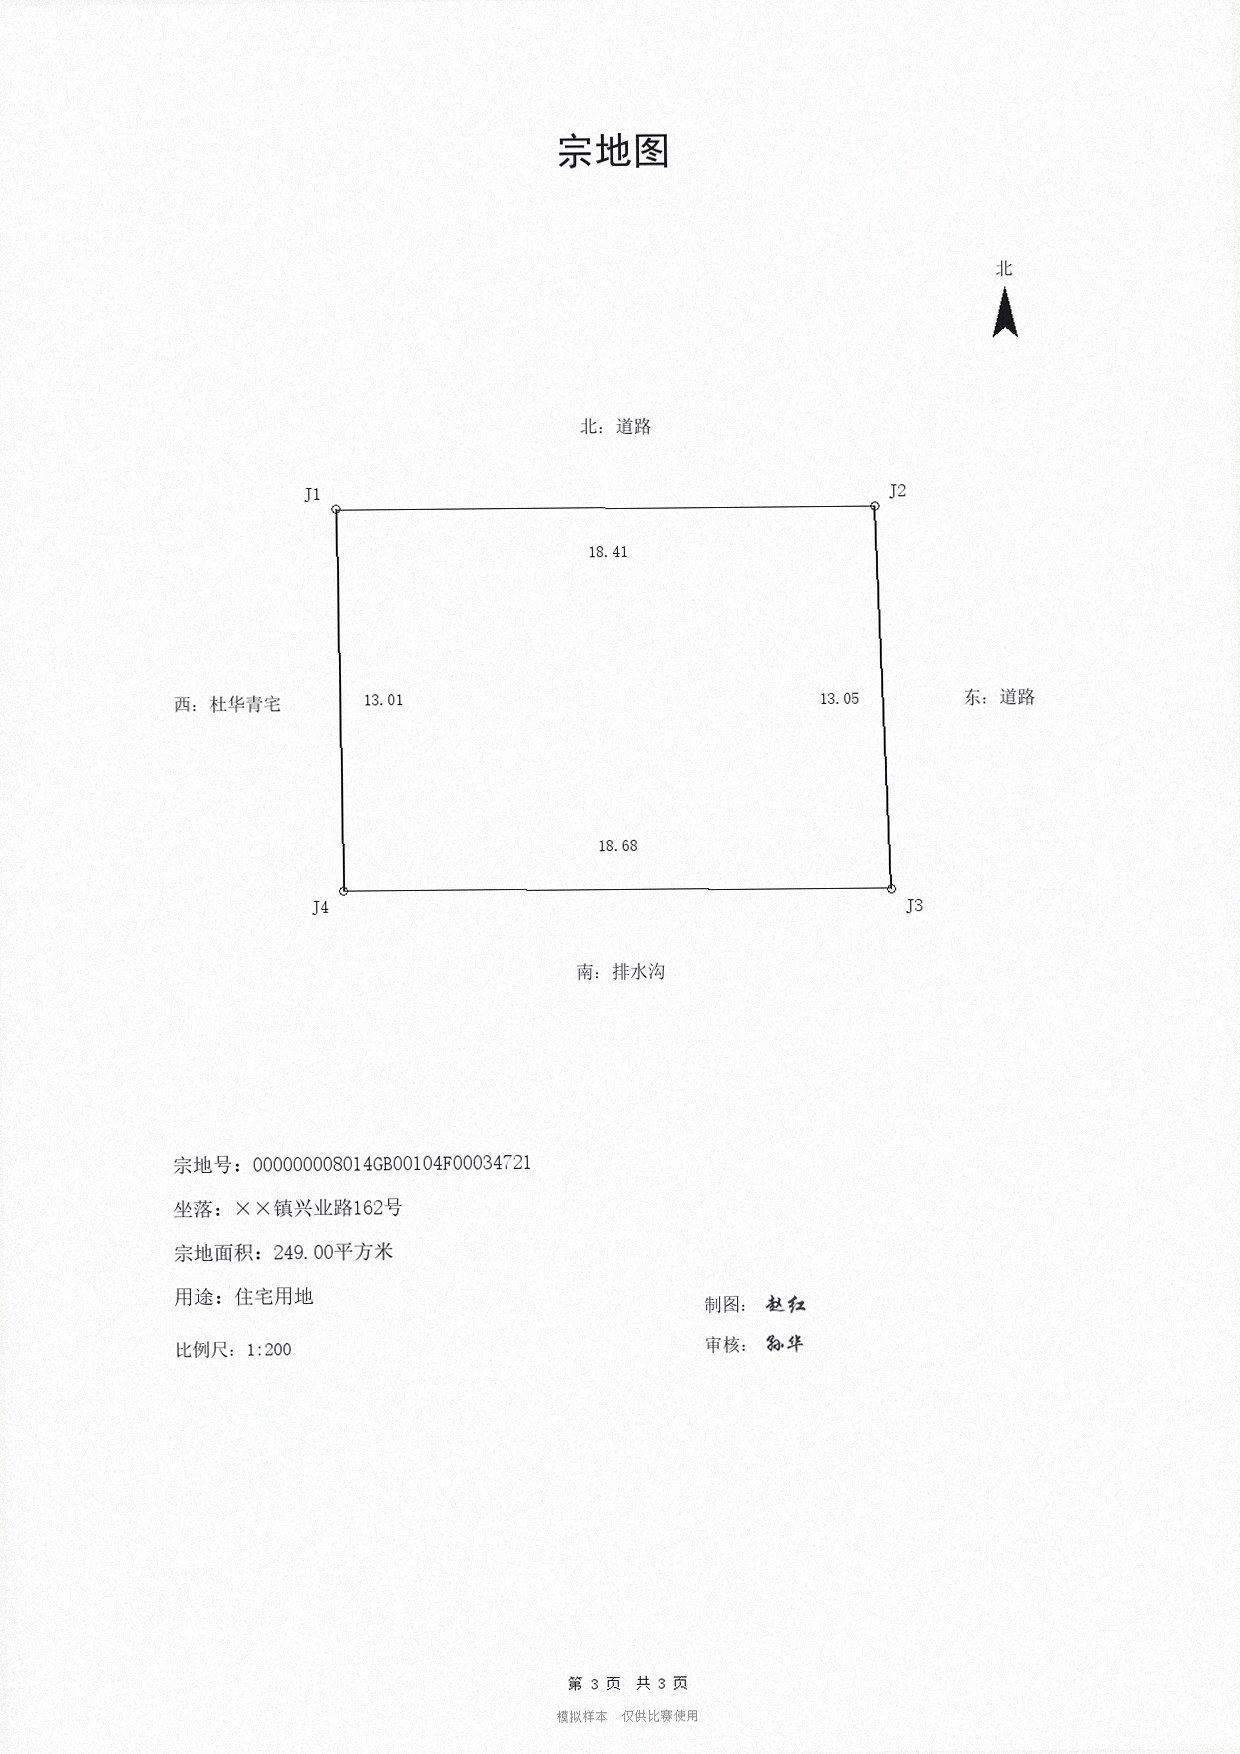 宗地图
北
北：道路
J1
J2
18.41
西：杜华青宅
13.01
13.05
东：道路
18.68
J4
J3
南：排水沟
宗地号：000000008014GB00104F00034721
坐落：××镇兴业路162号
宗地面积：249.00平方米
用途：住宅用地
制图：赵红
审核：孙华
比例尺：1:200
第 3 页 共 3 页
模拟样本 仅供比赛使用